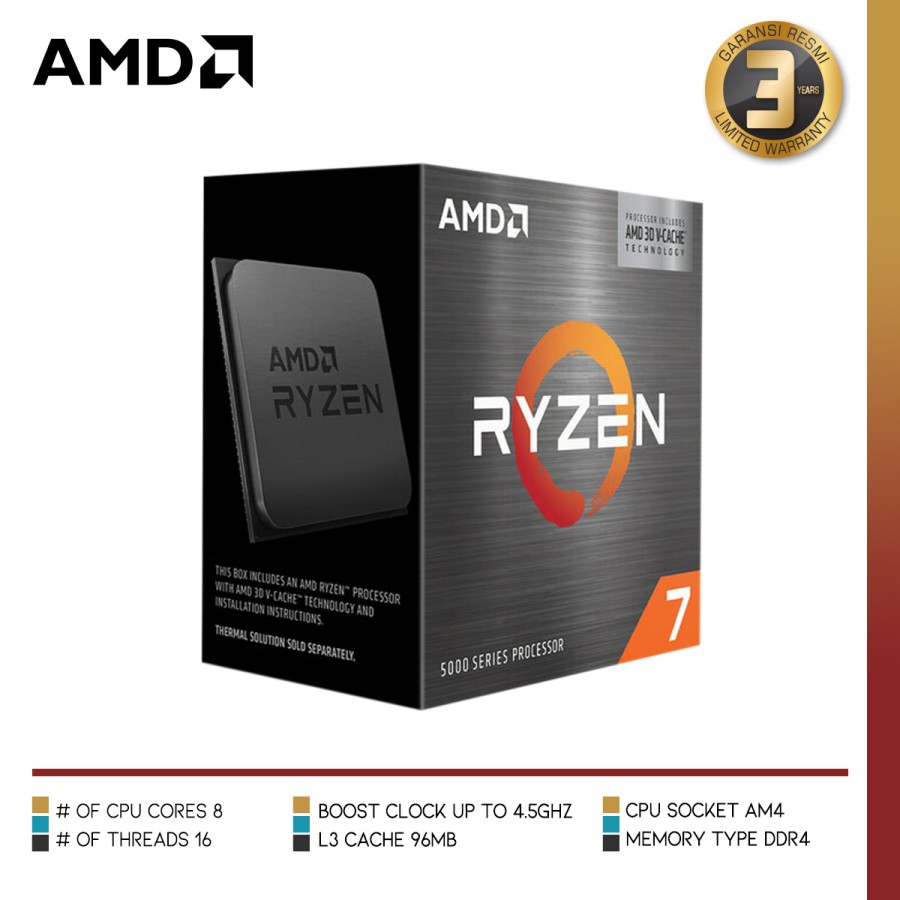 AMD
GARANSI RESMI
3 YEARS
LIMITED WARRANTY
AMD
PROCESSOR INCLUDES
AMD 3D V-CACHE™
TECHNOLOGY
AMD
RYZEN
RYZEN
THIS BOX INCLUDES AN AMD RYZEN™ PROCESSOR
WITH AMD 3D V-CACHE™ TECHNOLOGY AND
INSTALLATION INSTRUCTIONS.
THERMAL SOLUTION SOLD SEPARATELY.
7
5000 SERIES PROCESSOR
# OF CPU CORES 8
# OF THREADS 16
BOOST CLOCK UP TO 4.5GHZ
L3 CACHE 96MB
CPU SOCKET AM4
MEMORY TYPE DDR4